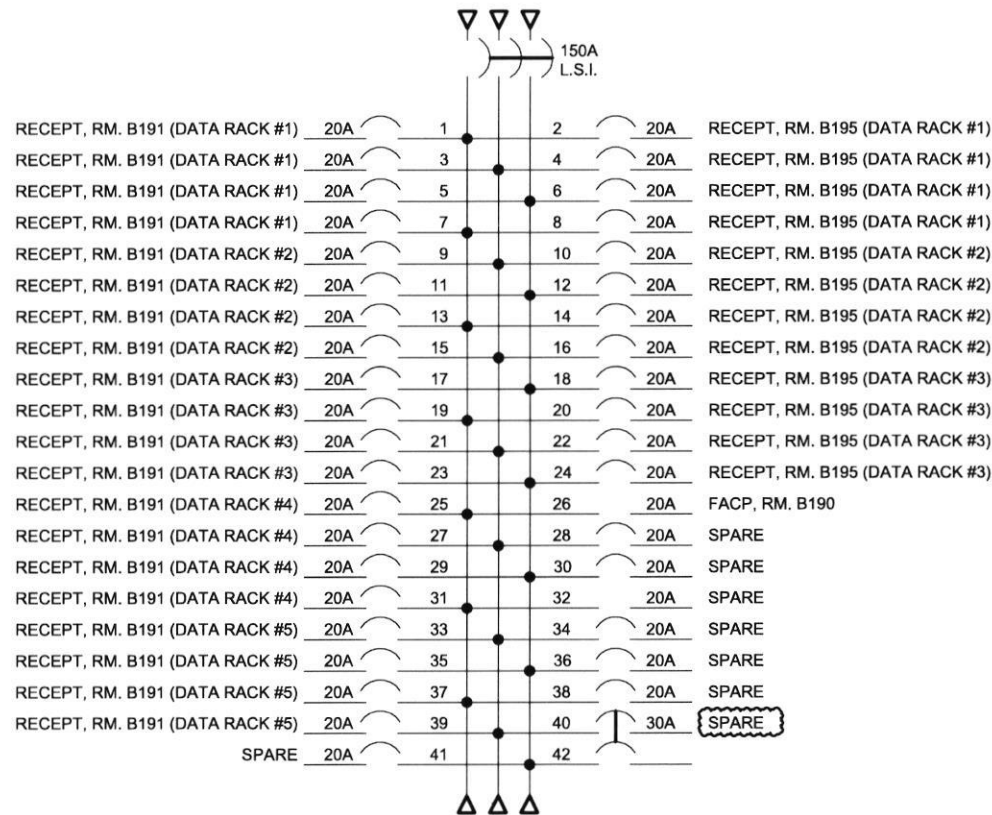 150A
L.S.I.
RECEPT, RM. B191 (DATA RACK #1) 20A 1 2 20A RECEPT, RM. B195 (DATA RACK #1)
RECEPT, RM. B191 (DATA RACK #1) 20A 3 4 20A RECEPT, RM. B195 (DATA RACK #1)
RECEPT, RM. B191 (DATA RACK #1) 20A 5 6 20A RECEPT, RM. B195 (DATA RACK #1)
RECEPT, RM. B191 (DATA RACK #1) 20A 7 8 20A RECEPT, RM. B195 (DATA RACK #1)
RECEPT, RM. B191 (DATA RACK #2) 20A 9 10 20A RECEPT, RM. B195 (DATA RACK #2)
RECEPT, RM. B191 (DATA RACK #2) 20A 11 12 20A RECEPT, RM. B195 (DATA RACK #2)
RECEPT, RM. B191 (DATA RACK #2) 20A 13 14 20A RECEPT, RM. B195 (DATA RACK #2)
RECEPT, RM. B191 (DATA RACK #2) 20A 15 16 20A RECEPT, RM. B195 (DATA RACK #2)
RECEPT, RM. B191 (DATA RACK #3) 20A 17 18 20A RECEPT, RM. B195 (DATA RACK #3)
RECEPT, RM. B191 (DATA RACK #3) 20A 19 20 20A RECEPT, RM. B195 (DATA RACK #3)
RECEPT, RM. B191 (DATA RACK #3) 20A 21 22 20A RECEPT, RM. B195 (DATA RACK #3)
RECEPT, RM. B191 (DATA RACK #3) 20A 23 24 20A RECEPT, RM. B195 (DATA RACK #3)
RECEPT, RM. B191 (DATA RACK #4) 20A 25 26 20A FACP, RM. B190
RECEPT, RM. B191 (DATA RACK #4) 20A 27 28 20A SPARE
RECEPT, RM. B191 (DATA RACK #4) 20A 29 30 20A SPARE
RECEPT, RM. B191 (DATA RACK #4) 20A 31 32 20A SPARE
RECEPT, RM. B191 (DATA RACK #5) 20A 33 34 20A SPARE
RECEPT, RM. B191 (DATA RACK #5) 20A 35 36 20A SPARE
RECEPT, RM. B191 (DATA RACK #5) 20A 37 38 20A SPARE
RECEPT, RM. B191 (DATA RACK #5) 20A 39 40 30A SPARE
SPARE 20A 41 42